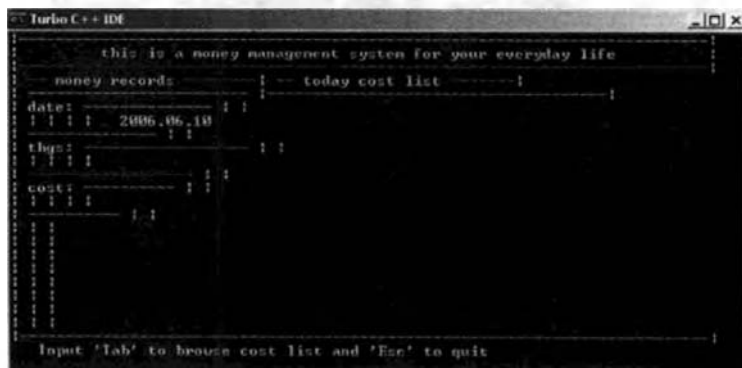 Turbo C++ IDE
this is a money management system for your everyday life
money records today cost list
date:
2006.06.10
thgs:
cost:
Input 'Tab' to browse cost list and 'Esc' to quit